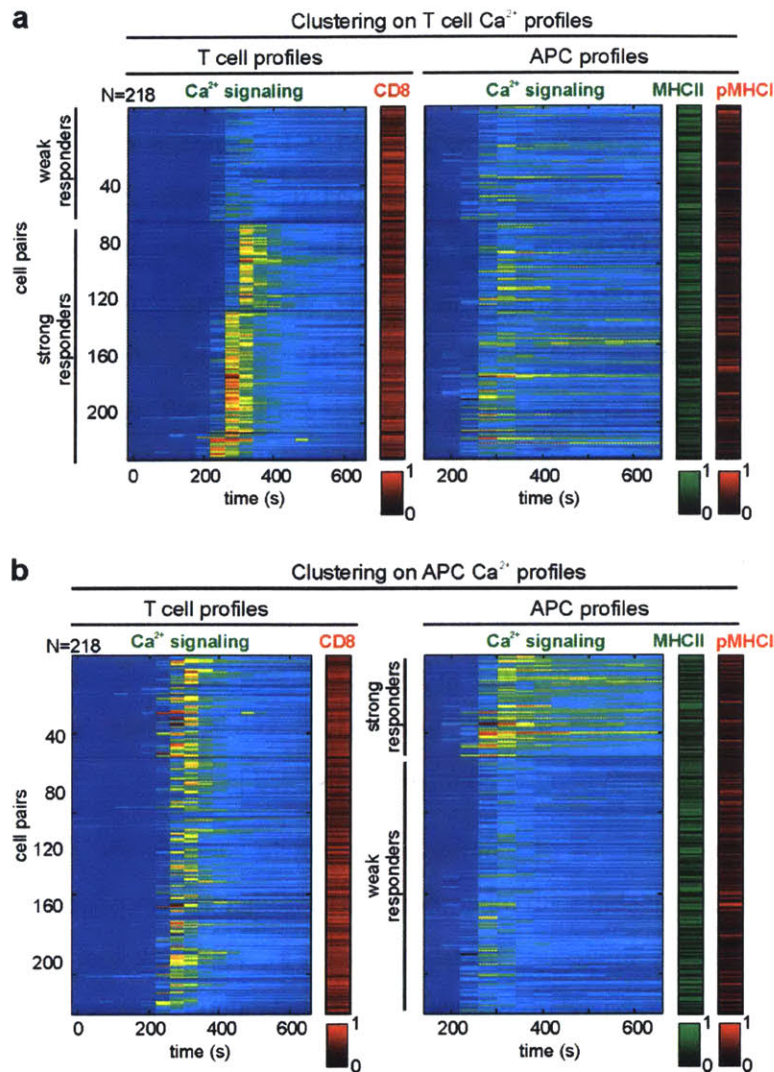 a
Clustering on T cell Ca²⁺ profiles
T cell profiles
APC profiles
N=218
Ca²⁺ signaling
CD8
Ca²⁺ signaling
MHCII
pMHCI
weak responders
strong responders
cell pairs
40
80
120
160
200
0 200 400 600
time (s)
1
0
200 400 600
time (s)
1
0
1
0
b
Clustering on APC Ca²⁺ profiles
T cell profiles
APC profiles
N=218
Ca²⁺ signaling
CD8
Ca²⁺ signaling
MHCII
pMHCI
cell pairs
40
80
120
160
200
strong responders
weak responders
0 200 400 600
time (s)
1
0
200 400 600
time (s)
1
0
1
0